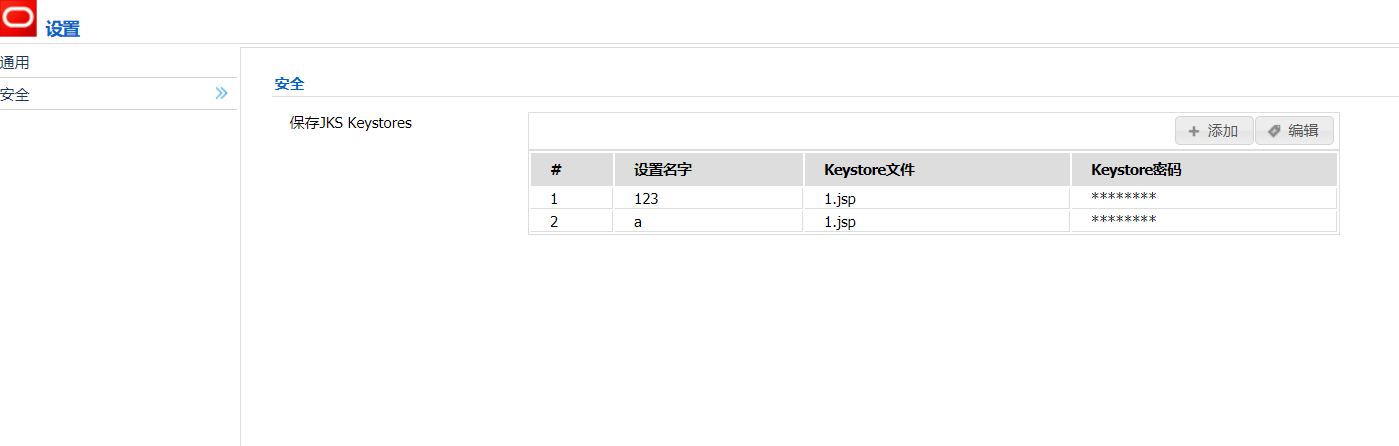 设置
通用
安全
安全
保存JKS Keystores
添加 编辑
# 设置名字 Keystore文件 Keystore密码
1 123 1.jsp ********
2 a 1.jsp ********